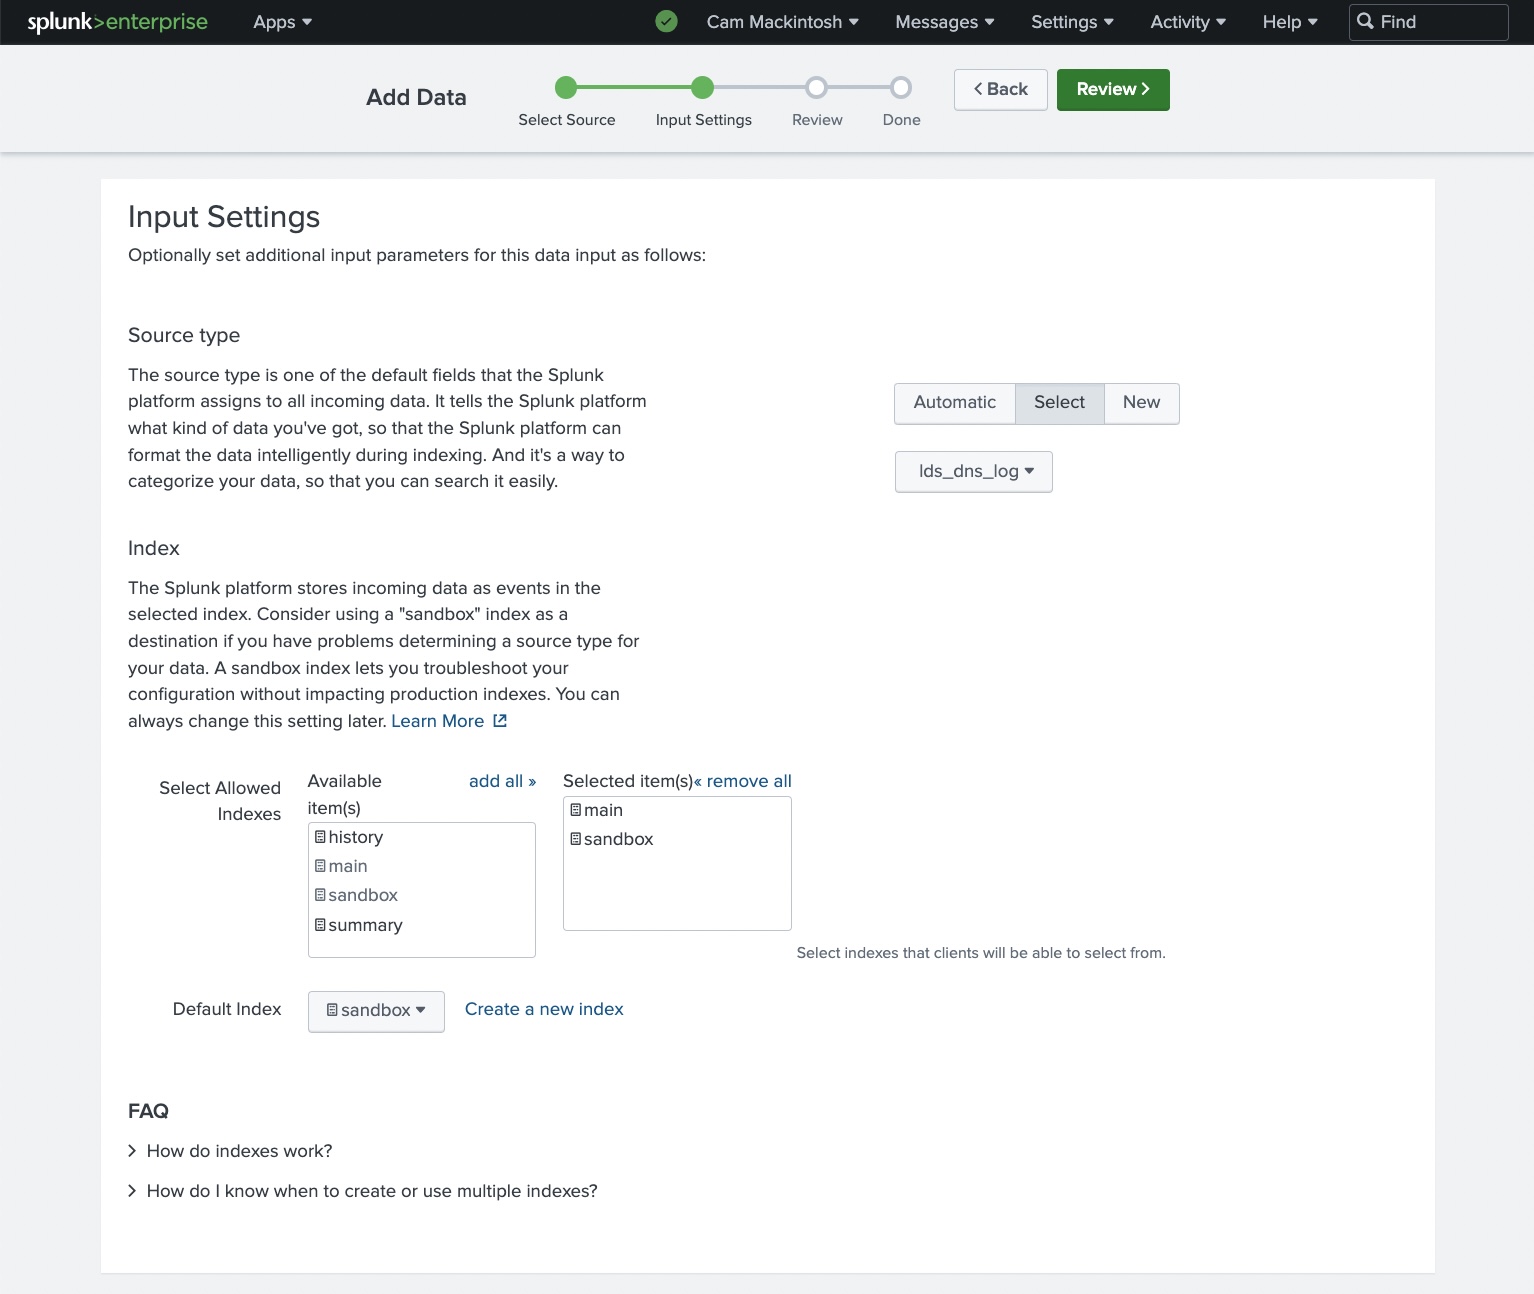 splunk>enterprise Apps Cam Mackintosh Messages Settings Activity Help Find
Add Data
Select Source Input Settings Review Done
Back Review
Input Settings
Optionally set additional input parameters for this data input as follows:
Source type
The source type is one of the default fields that the Splunk
platform assigns to all incoming data. It tells the Splunk platform
what kind of data you've got, so that the Splunk platform can
format the data intelligently during indexing. And it's a way to
categorize your data, so that you can search it easily.
Automatic Select New
lds_dns_log
Index
The Splunk platform stores incoming data as events in the
selected index. Consider using a "sandbox" index as a
destination if you have problems determining a source type for
your data. A sandbox index lets you troubleshoot your
configuration without impacting production indexes. You can
always change this setting later. Learn More
Select Allowed
Indexes
Available
item(s)
add all »
history
main
sandbox
summary
Selected item(s) « remove all
main
sandbox
Select indexes that clients will be able to select from.
Default Index sandbox Create a new index
FAQ
How do indexes work?
How do I know when to create or use multiple indexes?